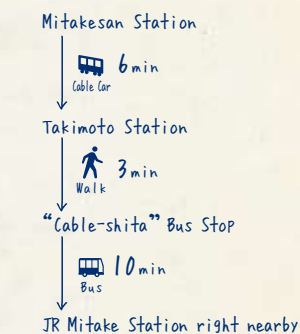 Mitakesan Station
6min
Cable Car
Takimoto Station
3min
Walk
“Cable-shita” Bus Stop
10min
Bus
JR Mitake Station right nearby